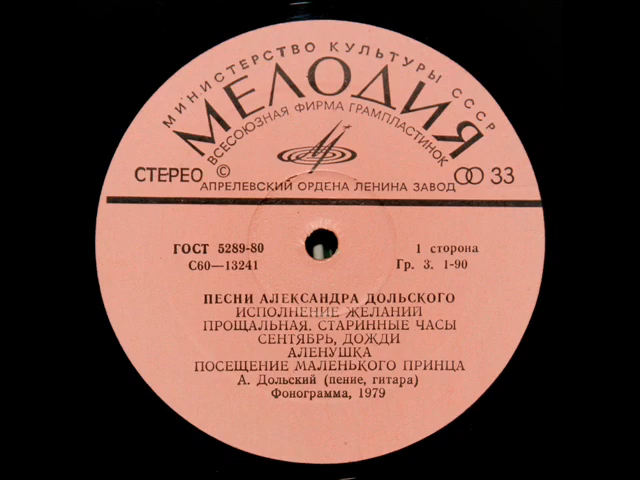 МИНИСТЕРСТВО КУЛЬТУРЫ СССР
МЕЛОДИЯ
ВСЕСОЮЗНАЯ ФИРМА ГРАМПЛАСТИНОК
СТЕРЕО © 33
АПРЕЛЕВСКИЙ ОРДЕНА ЛЕНИНА ЗАВОД
ГОСТ 5289-80 1 сторона
С60—13241 Гр. 3. 1-90
ПЕСНИ АЛЕКСАНДРА ДОЛЬСКОГО
ИСПОЛНЕНИЕ ЖЕЛАНИЙ
ПРОЩАЛЬНАЯ. СТАРИННЫЕ ЧАСЫ
СЕНТЯБРЬ, ДОЖДИ
АЛЕНУШКА
ПОСЕЩЕНИЕ МАЛЕНЬКОГО ПРИНЦА
А. Дольский (пение, гитара)
Фонограмма, 1979